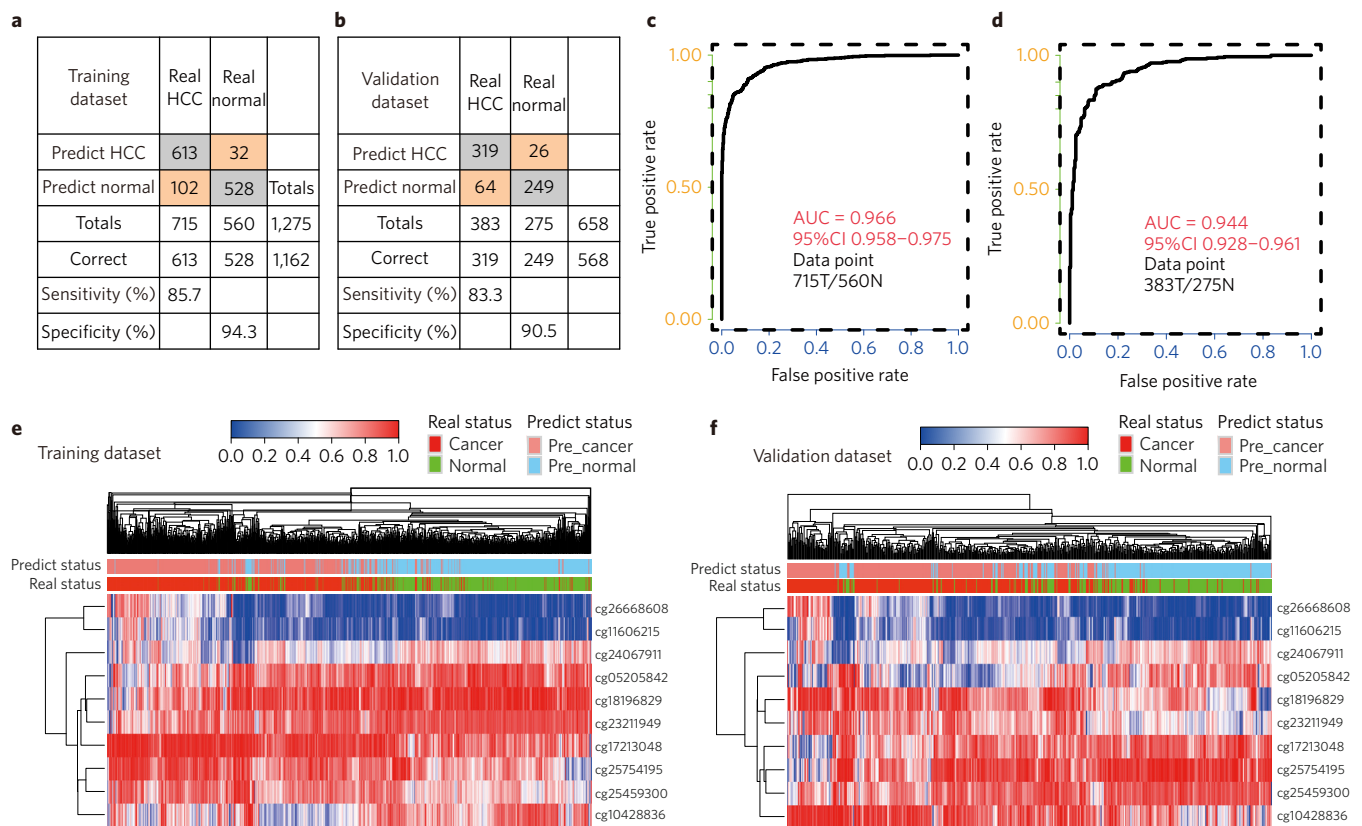 a
Training dataset
Real HCC
Real normal
Predict HCC 613 32
Predict normal 102 528 Totals
Totals 715 560 1,275
Correct 613 528 1,162
Sensitivity (%) 85.7
Specificity (%) 94.3
b
Validation dataset
Real HCC
Real normal
Predict HCC 319 26
Predict normal 64 249
Totals 383 275 658
Correct 319 249 568
Sensitivity (%) 83.3
Specificity (%) 90.5
c
True positive rate
1.00
0.50
0.00
AUC = 0.966
95%CI 0.958–0.975
Data point
715T/560N
0.0 0.2 0.4 0.6 0.8 1.0
False positive rate
d
True positive rate
1.00
0.50
0.00
AUC = 0.944
95%CI 0.928–0.961
Data point
383T/275N
0.0 0.2 0.4 0.6 0.8 1.0
False positive rate
e
Training dataset
0.0 0.2 0.4 0.6 0.8 1.0
Real status
Cancer
Normal
Predict status
Pre_cancer
Pre_normal
Predict status
Real status
cg26668608
cg11606215
cg24067911
cg05205842
cg18196829
cg23211949
cg17213048
cg25754195
cg25459300
cg10428836
f
Validation dataset
0.0 0.2 0.4 0.6 0.8 1.0
Real status
Cancer
Normal
Predict status
Pre_cancer
Pre_normal
Predict status
Real status
cg26668608
cg11606215
cg24067911
cg05205842
cg18196829
cg23211949
cg17213048
cg25754195
cg25459300
cg10428836